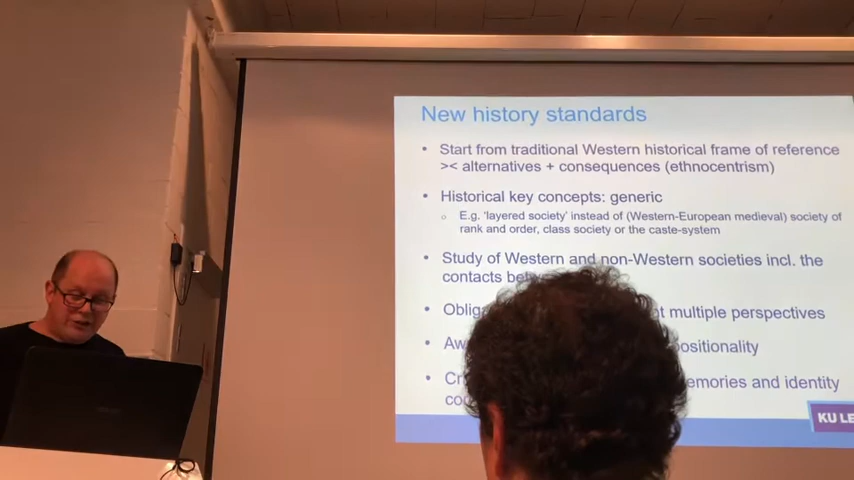 New history standards
• Start from traditional Western historical frame of reference
>< alternatives + consequences (ethnocentrism)
• Historical key concepts: generic
○ E.g. 'layered society' instead of (Western-European medieval) society of
rank and order, class society or the caste-system
• Study of Western and non-Western societies incl. the
contacts
• multiple perspectives
• positionality
• and identity
KU